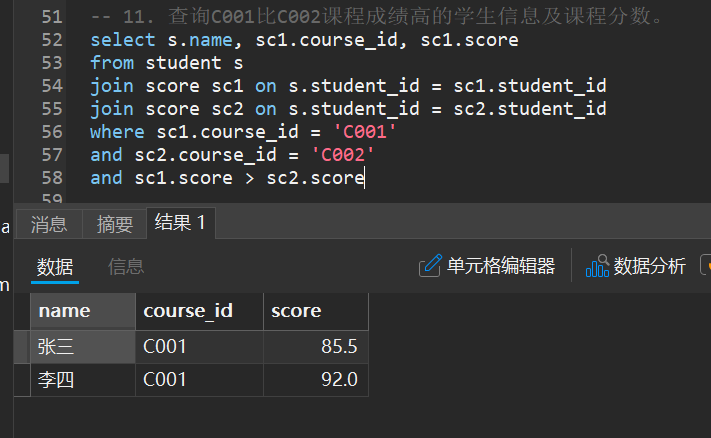 51 -- 11. 查询C001比C002课程成绩高的学生信息及课程分数。
52 select s.name, sc1.course_id, sc1.score
53 from student s
54 join score sc1 on s.student_id = sc1.student_id
55 join score sc2 on s.student_id = sc2.student_id
56 where sc1.course_id = 'C001'
57 and sc2.course_id = 'C002'
58 and sc1.score > sc2.score
59
a
m
消息 摘要 结果 1
数据 信息 单元格编辑器 数据分析
name course_id score
张三 C001 85.5
李四 C001 92.0